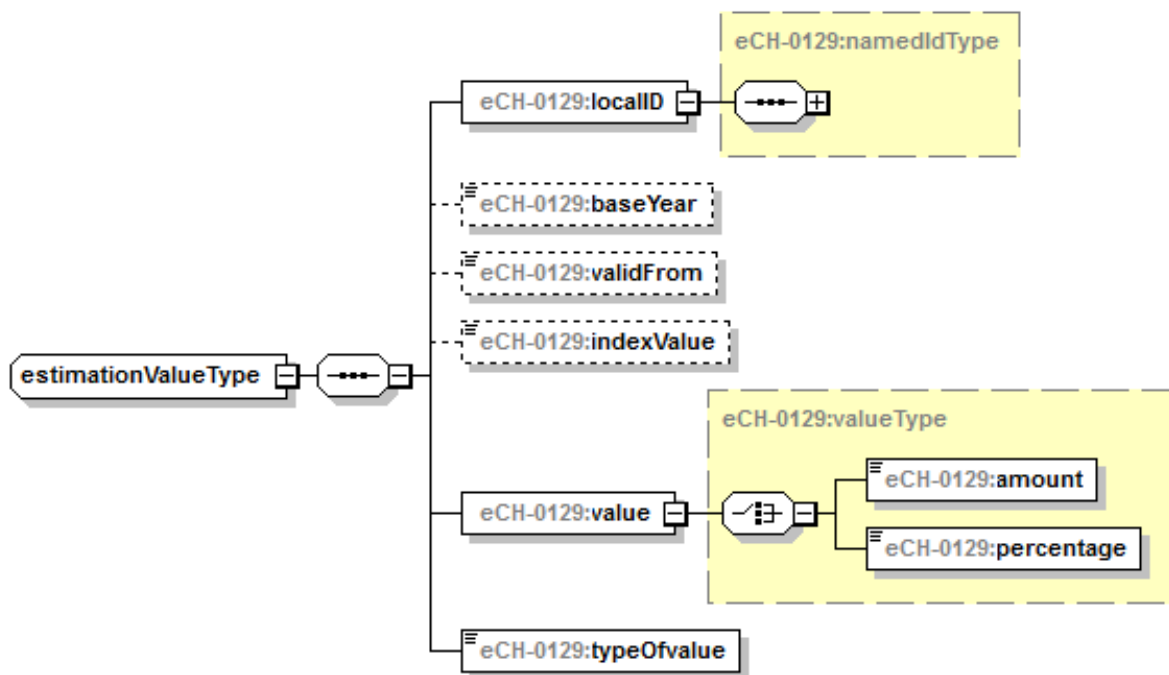 eCH-0129:namedIdType
eCH-0129:localID
eCH-0129:baseYear
eCH-0129:validFrom
eCH-0129:indexValue
estimationValueType
eCH-0129:valueType
eCH-0129:amount
eCH-0129:value
eCH-0129:percentage
eCH-0129:typeOfvalue